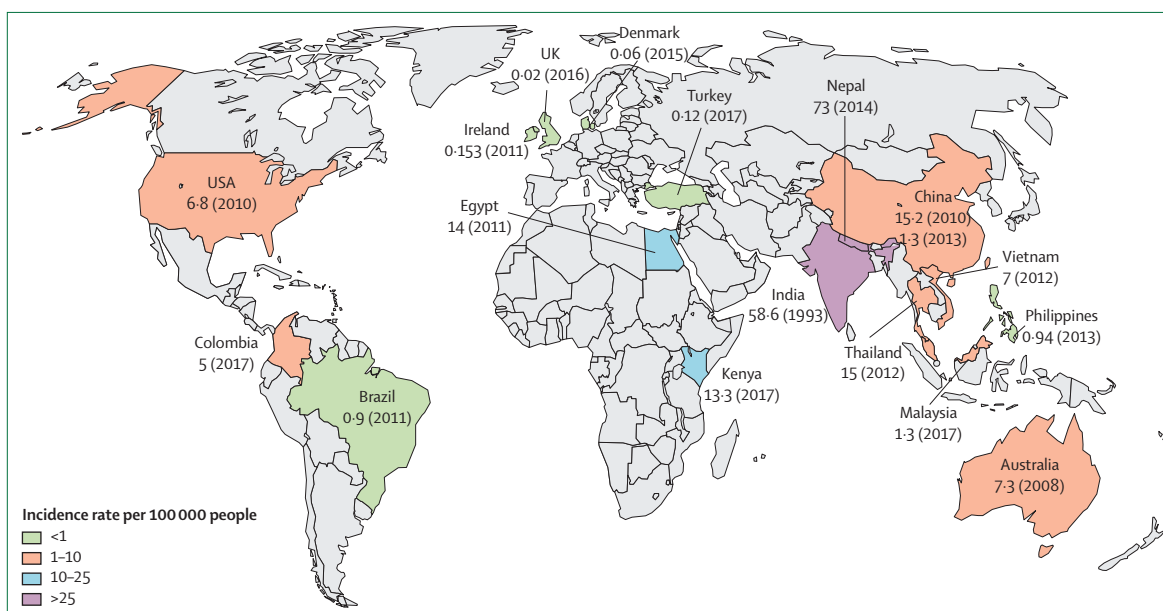 Denmark
0·06 (2015)
UK
0·02 (2016)
Turkey
0·12 (2017)
Nepal
73 (2014)
Ireland
0·153 (2011)
USA
6·8 (2010)
Egypt
14 (2011)
China
15·2 (2010)
1·3 (2013)
Vietnam
7 (2012)
India
58·6 (1993)
Philippines
0·94 (2013)
Colombia
5 (2017)
Thailand
15 (2012)
Kenya
13·3 (2017)
Brazil
0·9 (2011)
Malaysia
1·3 (2017)
Australia
7·3 (2008)
Incidence rate per 100 000 people
<1
1–10
10–25
>25